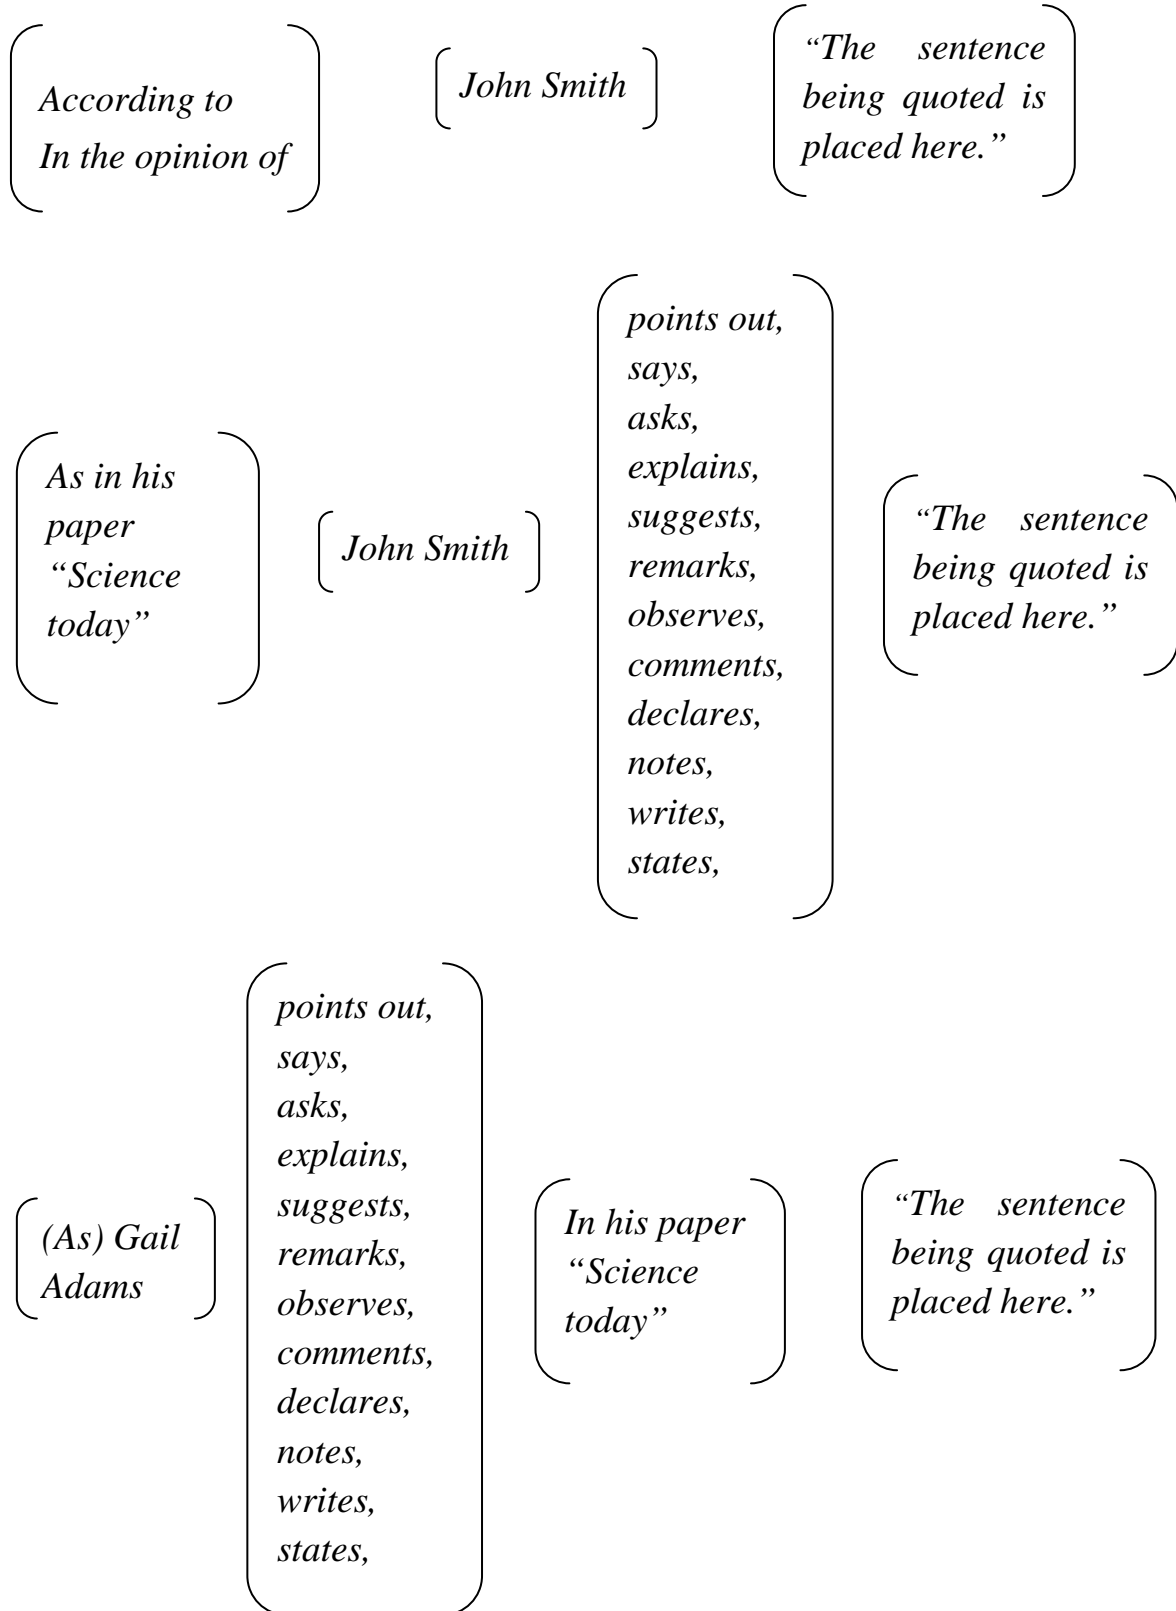 According to
In the opinion of
John Smith
“The sentence
being quoted is
placed here.”
As in his
paper
“Science
today”
John Smith
points out,
says,
asks,
explains,
suggests,
remarks,
observes,
comments,
declares,
notes,
writes,
states,
“The sentence
being quoted is
placed here.”
(As) Gail
Adams
points out,
says,
asks,
explains,
suggests,
remarks,
observes,
comments,
declares,
notes,
writes,
states,
In his paper
“Science
today”
“The sentence
being quoted is
placed here.”